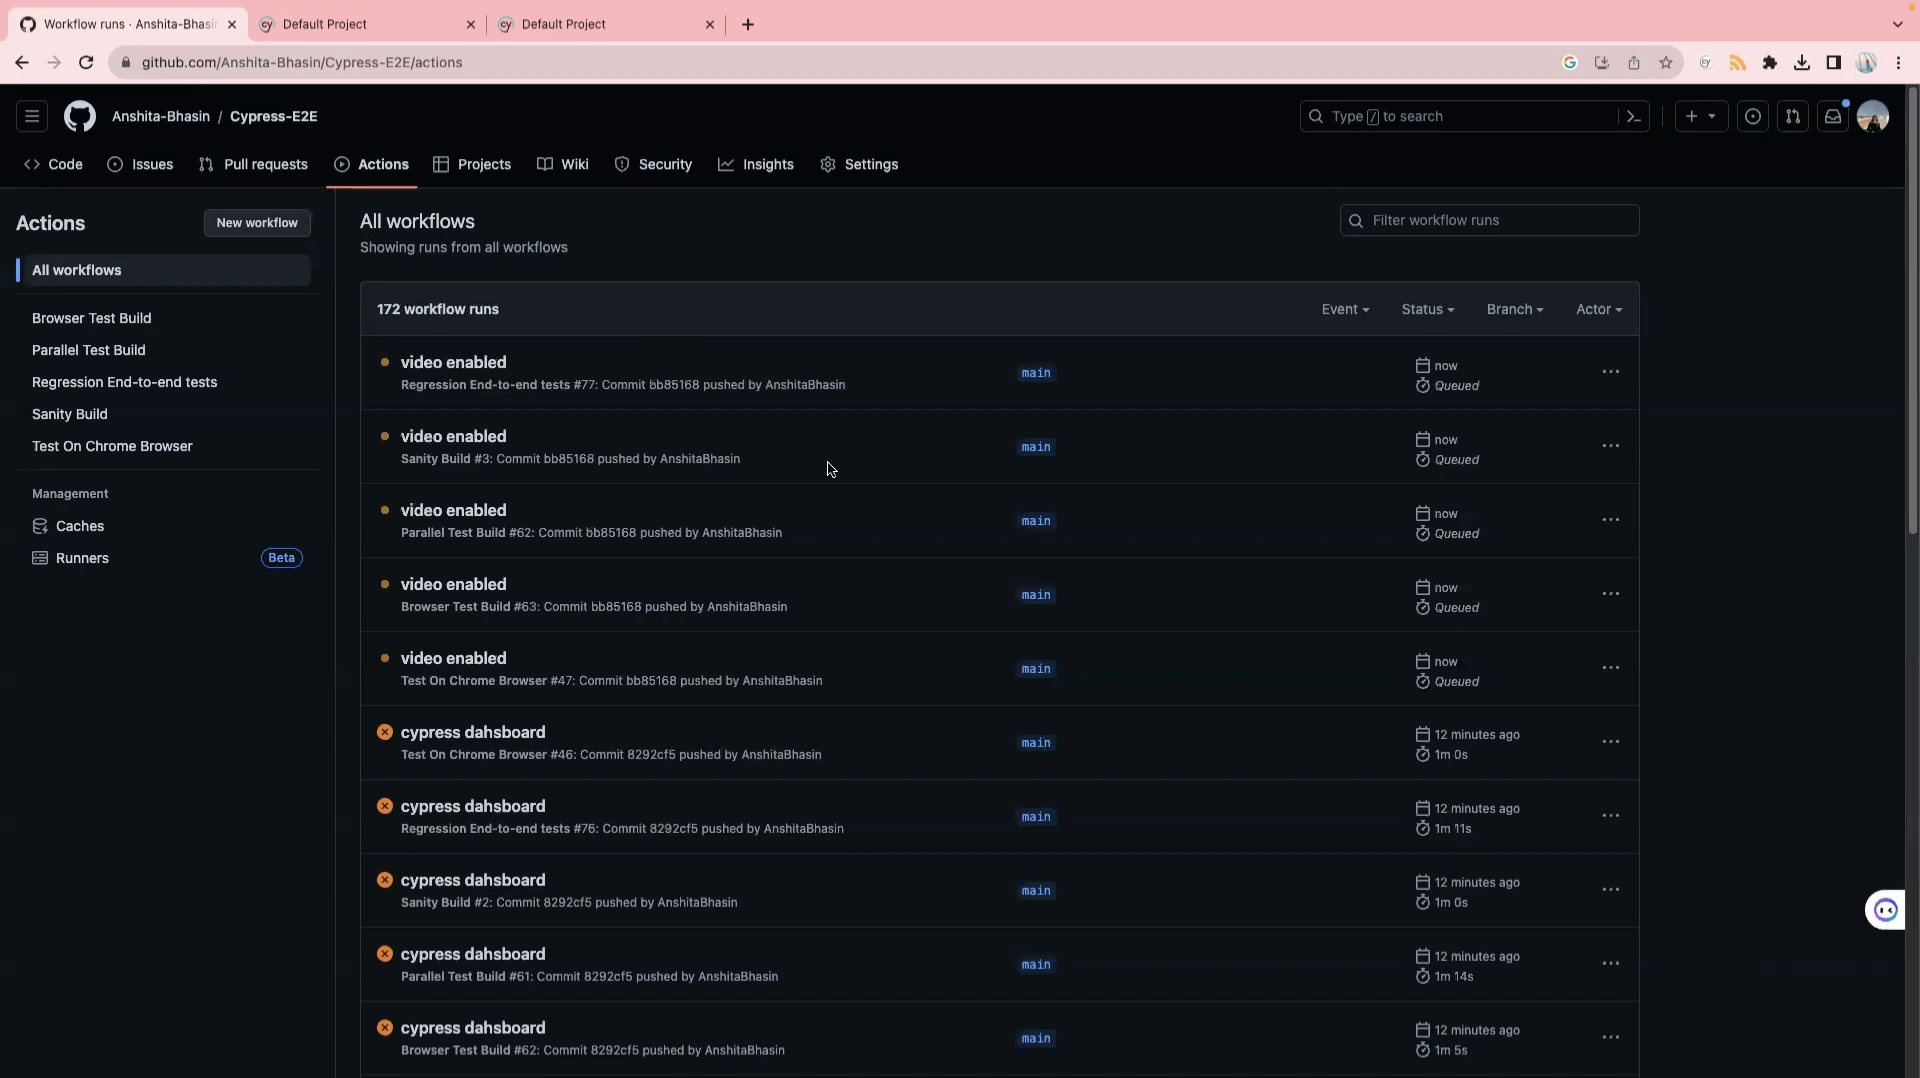 Workflow runs · Anshita-Bhasi
Default Project
Default Project
github.com/Anshita-Bhasin/Cypress-E2E/actions
Anshita-Bhasin / Cypress-E2E
Type / to search
Code
Issues
Pull requests
Actions
Projects
Wiki
Security
Insights
Settings
Actions
New workflow
All workflows
Browser Test Build
Parallel Test Build
Regression End-to-end tests
Sanity Build
Test On Chrome Browser
Management
Caches
Runners
Beta
All workflows
Showing runs from all workflows
Filter workflow runs
172 workflow runs
Event
Status
Branch
Actor
video enabled
Regression End-to-end tests #77: Commit bb85168 pushed by AnshitaBhasin
main
now
Queued
video enabled
Sanity Build #3: Commit bb85168 pushed by AnshitaBhasin
main
now
Queued
video enabled
Parallel Test Build #62: Commit bb85168 pushed by AnshitaBhasin
main
now
Queued
video enabled
Browser Test Build #63: Commit bb85168 pushed by AnshitaBhasin
main
now
Queued
video enabled
Test On Chrome Browser #47: Commit bb85168 pushed by AnshitaBhasin
main
now
Queued
cypress dahsboard
Test On Chrome Browser #46: Commit 8292cf5 pushed by AnshitaBhasin
main
12 minutes ago
1m 0s
cypress dahsboard
Regression End-to-end tests #76: Commit 8292cf5 pushed by AnshitaBhasin
main
12 minutes ago
1m 11s
cypress dahsboard
Sanity Build #2: Commit 8292cf5 pushed by AnshitaBhasin
main
12 minutes ago
1m 0s
cypress dahsboard
Parallel Test Build #61: Commit 8292cf5 pushed by AnshitaBhasin
main
12 minutes ago
1m 14s
cypress dahsboard
Browser Test Build #62: Commit 8292cf5 pushed by AnshitaBhasin
main
12 minutes ago
1m 5s